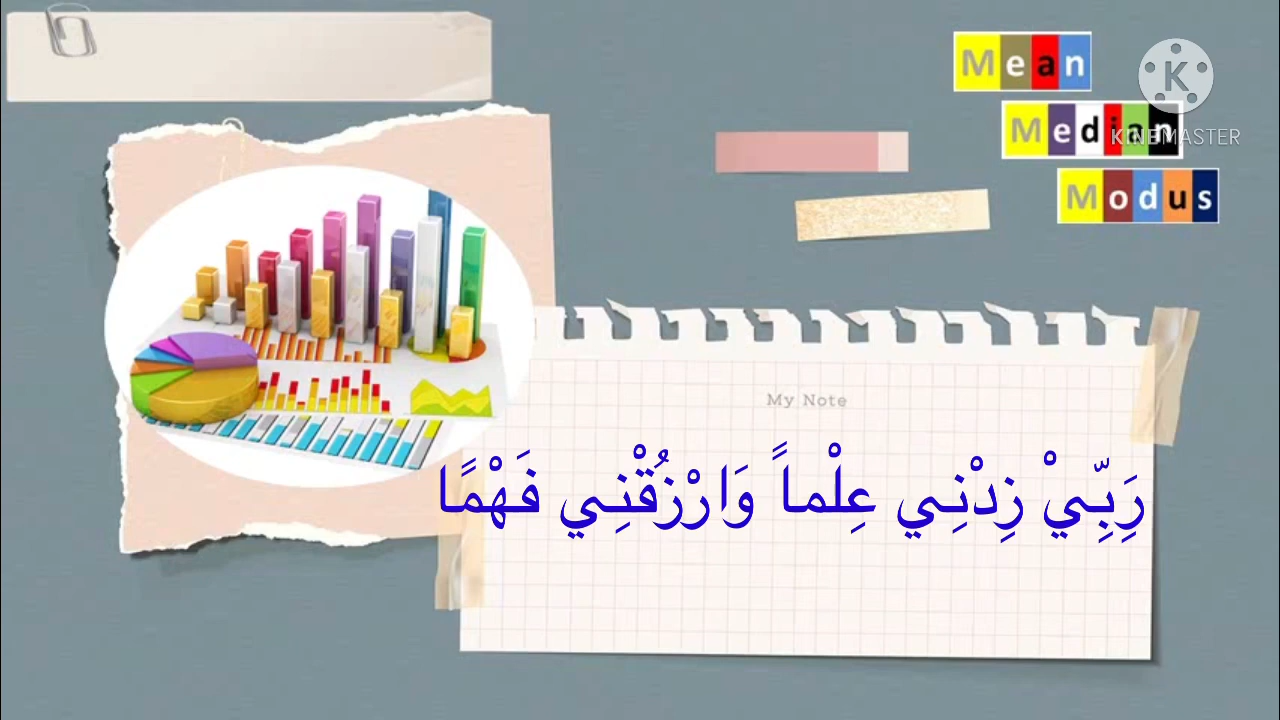 Mean
Median
Modus
KINEMASTER
My Note
رَبِّيْ زِدْنِي عِلْماً وَارْزُقْنِي فَهْمًا